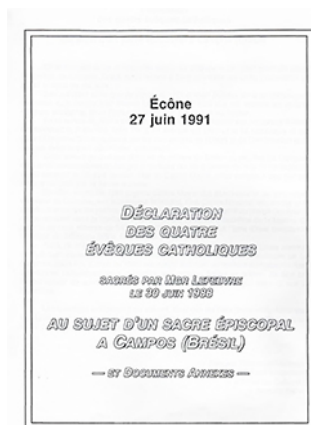 Écône
27 juin 1991
DÉCLARATION
DES QUATRE
ÉVÊQUES CATHOLIQUES
SACRÉS PAR MGR LEFEBVRE
LE 30 JUIN 1988
AU SUJET D'UN SACRE ÉPISCOPAL
A CAMPOS (BRÉSIL)
— ET DOCUMENTS ANNEXES —